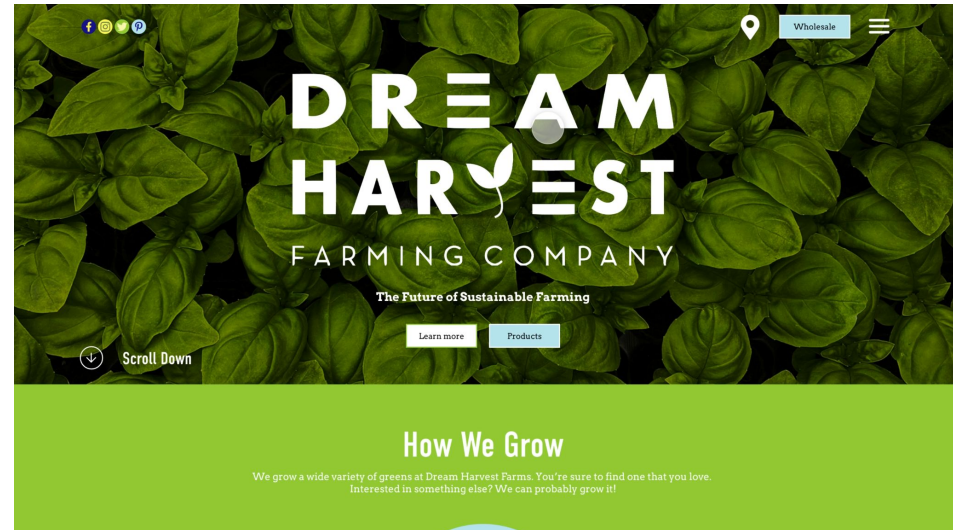 Wholesale
DREAM
HARVEST
FARMING COMPANY
The Future of Sustainable Farming
Learn more
Products
Scroll Down
How We Grow
We grow a wide variety of greens at Dream Harvest Farms. You're sure to find one that you love.
Interested in something else? We can probably grow it!